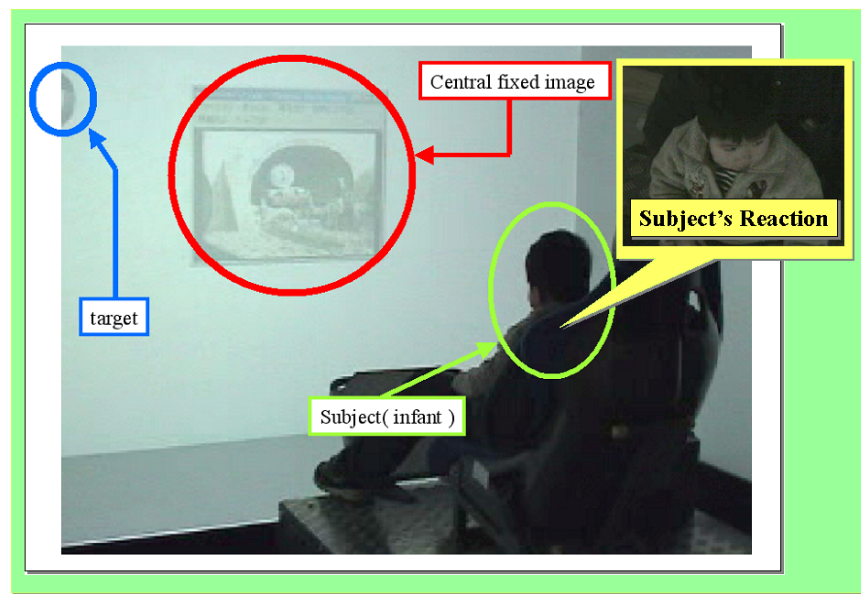 Central fixed image
Subject's Reaction
target
Subject( infant )